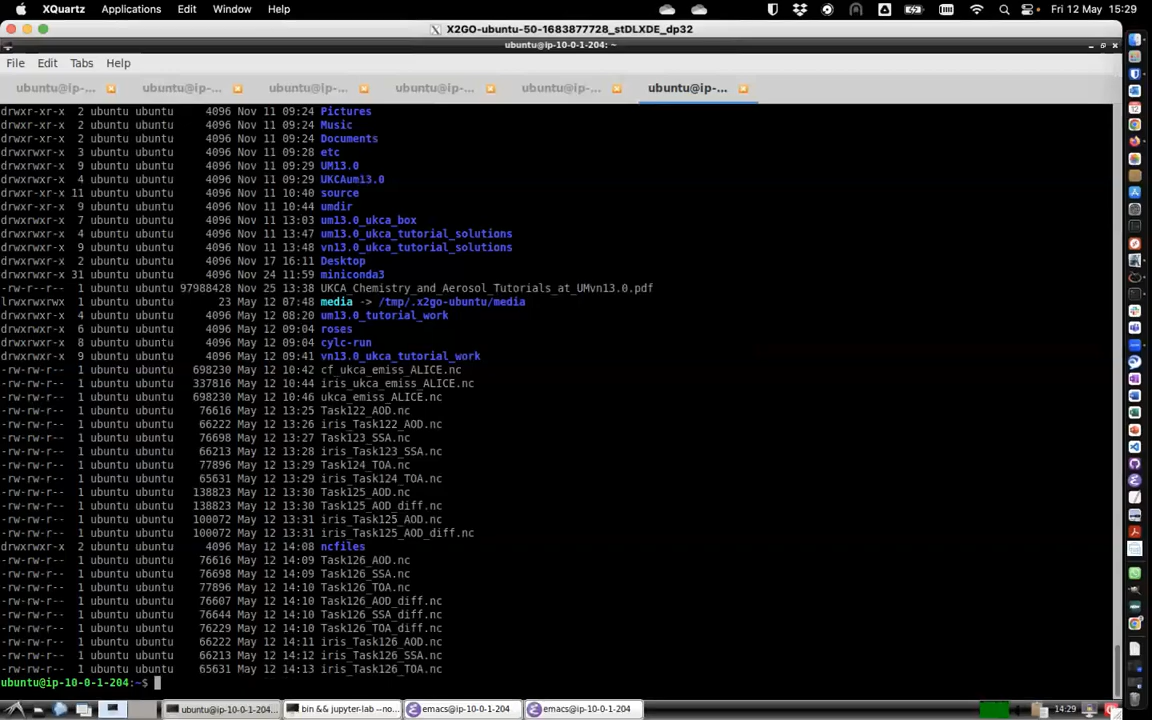 XQuartz Applications Edit Window Help Fri 12 May 15:29
X2GO-ubuntu-50-1683877728_stDLXDE_dp32
ubuntu@ip-10-0-1-204: ~
File Edit Tabs Help
ubuntu@ip-... ubuntu@ip-... ubuntu@ip-... ubuntu@ip-... ubuntu@ip-... ubuntu@ip-...
drwxr-xr-x 2 ubuntu ubuntu 4096 Nov 11 09:24 Pictures
drwxr-xr-x 2 ubuntu ubuntu 4096 Nov 11 09:24 Music
drwxr-xr-x 2 ubuntu ubuntu 4096 Nov 11 09:24 Documents
drwxrwxr-x 3 ubuntu ubuntu 4096 Nov 11 09:28 etc
drwxrwxr-x 9 ubuntu ubuntu 4096 Nov 11 09:29 UM13.0
drwxrwxr-x 4 ubuntu ubuntu 4096 Nov 11 09:29 UKCAum13.0
drwxr-xr-x 11 ubuntu ubuntu 4096 Nov 11 10:40 source
drwxrwxr-x 9 ubuntu ubuntu 4096 Nov 11 10:44 umdir
drwxrwxr-x 7 ubuntu ubuntu 4096 Nov 11 13:03 um13.0_ukca_box
drwxrwxr-x 4 ubuntu ubuntu 4096 Nov 11 13:47 um13.0_ukca_tutorial_solutions
drwxrwxr-x 9 ubuntu ubuntu 4096 Nov 11 13:48 vn13.0_ukca_tutorial_solutions
drwxr-xr-x 2 ubuntu ubuntu 4096 Nov 17 16:11 Desktop
drwxrwxr-x 31 ubuntu ubuntu 4096 Nov 24 11:59 miniconda3
-rw-r--r-- 1 ubuntu ubuntu 97988428 Nov 25 13:38 UKCA_Chemistry_and_Aerosol_Tutorials_at_UMvn13.0.pdf
lrwxrwxrwx 1 ubuntu ubuntu 23 May 12 07:48 media -> /tmp/.x2go-ubuntu/media
drwxrwxr-x 4 ubuntu ubuntu 4096 May 12 08:20 um13.0_tutorial_work
drwxrwxr-x 6 ubuntu ubuntu 4096 May 12 09:04 roses
drwxrwxr-x 8 ubuntu ubuntu 4096 May 12 09:04 cylc-run
drwxrwxr-x 9 ubuntu ubuntu 4096 May 12 09:41 vn13.0_ukca_tutorial_work
-rw-rw-r-- 1 ubuntu ubuntu 698230 May 12 10:42 cf_ukca_emiss_ALICE.nc
-rw-rw-r-- 1 ubuntu ubuntu 337816 May 12 10:42 iris_ukca_emiss_ALICE.nc
-rw-rw-r-- 1 ubuntu ubuntu 698230 May 12 10:46 ukca_emiss_ALICE.nc
-rw-rw-r-- 1 ubuntu ubuntu 76616 May 12 13:25 Task122_AOD.nc
-rw-rw-r-- 1 ubuntu ubuntu 66222 May 12 13:26 iris_Task122_AOD.nc
-rw-rw-r-- 1 ubuntu ubuntu 76698 May 12 13:27 Task123_SSA.nc
-rw-rw-r-- 1 ubuntu ubuntu 66213 May 12 13:28 iris_Task123_SSA.nc
-rw-rw-r-- 1 ubuntu ubuntu 77896 May 12 13:29 Task124_TOA.nc
-rw-rw-r-- 1 ubuntu ubuntu 65631 May 12 13:29 iris_Task124_TOA.nc
-rw-rw-r-- 1 ubuntu ubuntu 138823 May 12 13:30 Task125_AOD.nc
-rw-rw-r-- 1 ubuntu ubuntu 138823 May 12 13:30 Task125_AOD_diff.nc
-rw-rw-r-- 1 ubuntu ubuntu 100072 May 12 13:31 iris_Task125_AOD.nc
-rw-rw-r-- 1 ubuntu ubuntu 100072 May 12 13:31 iris_Task125_AOD_diff.nc
drwxrwxr-x 2 ubuntu ubuntu 4096 May 12 14:08 ncfiles
-rw-rw-r-- 1 ubuntu ubuntu 76616 May 12 14:09 Task126_AOD.nc
-rw-rw-r-- 1 ubuntu ubuntu 76698 May 12 14:09 Task126_SSA.nc
-rw-rw-r-- 1 ubuntu ubuntu 77896 May 12 14:10 Task126_TOA.nc
-rw-rw-r-- 1 ubuntu ubuntu 76607 May 12 14:10 Task126_AOD_diff.nc
-rw-rw-r-- 1 ubuntu ubuntu 76644 May 12 14:10 Task126_SSA_diff.nc
-rw-rw-r-- 1 ubuntu ubuntu 76229 May 12 14:10 Task126_TOA_diff.nc
-rw-rw-r-- 1 ubuntu ubuntu 66222 May 12 14:11 iris_Task126_AOD.nc
-rw-rw-r-- 1 ubuntu ubuntu 66213 May 12 14:12 iris_Task126_SSA.nc
-rw-rw-r-- 1 ubuntu ubuntu 65631 May 12 14:13 iris_Task126_TOA.nc
ubuntu@ip-10-0-1-204:~$
ubuntu@ip-10-0-1-204... bin && jupyter-lab --no... emacs@ip-10-0-1-204 emacs@ip-10-0-1-204 14:29